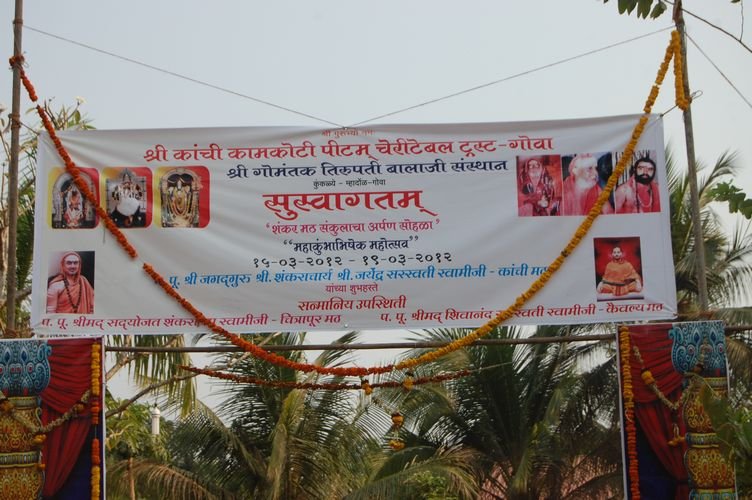 श्री गुरुभ्यो नमः
श्री कांची कामकोटी पीटम् चॅरीटेबल ट्रस्ट-गोवा
श्री गोमंतक तिरुपती बालाजी संस्थान
कुंकळ्ये - म्हार्दोळ-गोवा
सुस्वागतम्
"शंकर मठ संकुलाचा अर्पण सोहळा"
"महाकुंभाभिषेक महोत्सव"
१५-०३-२०१२ - १९-०३-२०१२
पू. श्री जगद्गुरु श्री. शंकराचार्य श्री. जयेंद्र सरस्वती स्वामीजी - कांची मठ
यांच्या शुभहस्ते
सन्मानिय उपस्थिती
प. पू. श्रीमद् सद्योजत शंकराश्रम स्वामीजी - चित्रापूर मठ
प. पू. श्रीमद् शिवानंद सरस्वती स्वामीजी - कैवल्य मठ